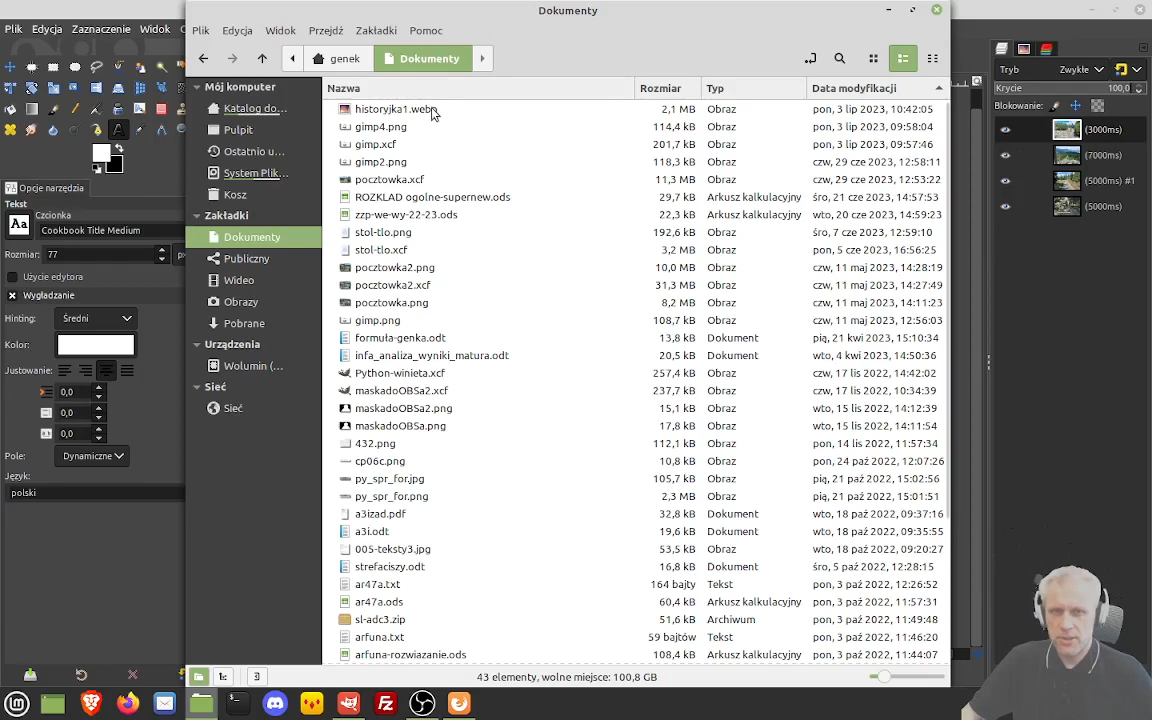 Dokumenty
Plik Edycja Zaznaczenie Widok
Plik Edycja Widok Przejdź Zakładki Pomoc
genek Dokumenty
Nazwa Rozmiar Typ Data modyfikacji
Mój komputer
Katalog do...
Pulpit
Ostatnio u...
System Plik...
Kosz
Zakładki
Dokumenty
Publiczny
Wideo
Obrazy
Pobrane
Urządzenia
Wolumin (...
Sieć
Sieć
historyjka1.webp 2,1 MB Obraz pon, 3 lip 2023, 10:42:05
gimp4.png 114,4 kB Obraz pon, 3 lip 2023, 09:58:04
gimp.xcf 201,7 kB Obraz pon, 3 lip 2023, 09:57:46
gimp2.png 118,3 kB Obraz czw, 29 cze 2023, 12:58:11
pocztowka.xcf 11,3 MB Obraz czw, 29 cze 2023, 12:53:22
ROZKLAD ogolne-supernew.ods 29,7 kB Arkusz kalkulacyjny śro, 21 cze 2023, 14:57:53
zzp-we-wy-22-23.ods 22,3 kB Arkusz kalkulacyjny wto, 20 cze 2023, 14:59:23
stol-tlo.png 192,6 kB Obraz śro, 7 cze 2023, 12:59:10
stol-tlo.xcf 3,2 MB Obraz pon, 5 cze 2023, 16:56:25
pocztowka2.png 10,0 MB Obraz czw, 11 maj 2023, 14:28:19
pocztowka2.xcf 31,3 MB Obraz czw, 11 maj 2023, 14:27:49
pocztowka.png 8,2 MB Obraz czw, 11 maj 2023, 14:11:23
gimp.png 108,7 kB Obraz czw, 11 maj 2023, 12:56:03
formuła-genka.odt 13,8 kB Dokument pią, 21 kwi 2023, 15:10:34
infa_analiza_wyniki_matura.odt 20,5 kB Dokument wto, 4 kwi 2023, 14:50:36
Python-winieta.xcf 257,4 kB Obraz czw, 17 lis 2022, 14:42:02
maskadoOBSa2.xcf 237,7 kB Obraz czw, 17 lis 2022, 10:34:39
maskadoOBSa2.png 15,1 kB Obraz wto, 15 lis 2022, 14:12:39
maskadoOBSa.png 17,8 kB Obraz wto, 15 lis 2022, 14:11:54
432.png 112,1 kB Obraz pon, 14 lis 2022, 11:57:34
cp06c.png 10,8 kB Obraz pon, 24 paź 2022, 12:07:26
py_spr_for.jpg 105,7 kB Obraz pią, 21 paź 2022, 15:02:56
py_spr_for.png 2,3 MB Obraz pią, 21 paź 2022, 15:01:51
a3izad.pdf 32,8 kB Dokument wto, 18 paź 2022, 09:37:16
a3i.odt 19,6 kB Dokument wto, 18 paź 2022, 09:35:55
005-teksty3.jpg 53,5 kB Obraz wto, 18 paź 2022, 09:20:27
strefaciszy.odt 16,8 kB Dokument śro, 5 paź 2022, 12:28:15
ar47a.txt 164 bajty Tekst pon, 3 paź 2022, 12:26:52
ar47a.ods 60,4 kB Arkusz kalkulacyjny pon, 3 paź 2022, 11:57:31
sl-adc3.zip 51,6 kB Archiwum pon, 3 paź 2022, 11:49:48
arfuna.txt 59 bajtów Tekst pon, 3 paź 2022, 11:46:20
arfuna-rozwiazanie.ods 108,4 kB Arkusz kalkulacyjny pon, 3 paź 2022, 11:44:07
43 elementy, wolne miejsce: 100,8 GB
Opcje narzędzia
Tekst
Czcionka
Aa Cookbook Title Medium
Rozmiar: 77 p
Użycie edytora
Wygładzanie
Hinting: Średni
Kolor:
Justowanie:
0,0
0,0
0,0
Pole: Dynamiczne
Język:
polski
Tryb Zwykłe
Krycie 100,0
Blokowanie:
(3000ms)
(7000ms)
(5000ms) #1
(5000ms)